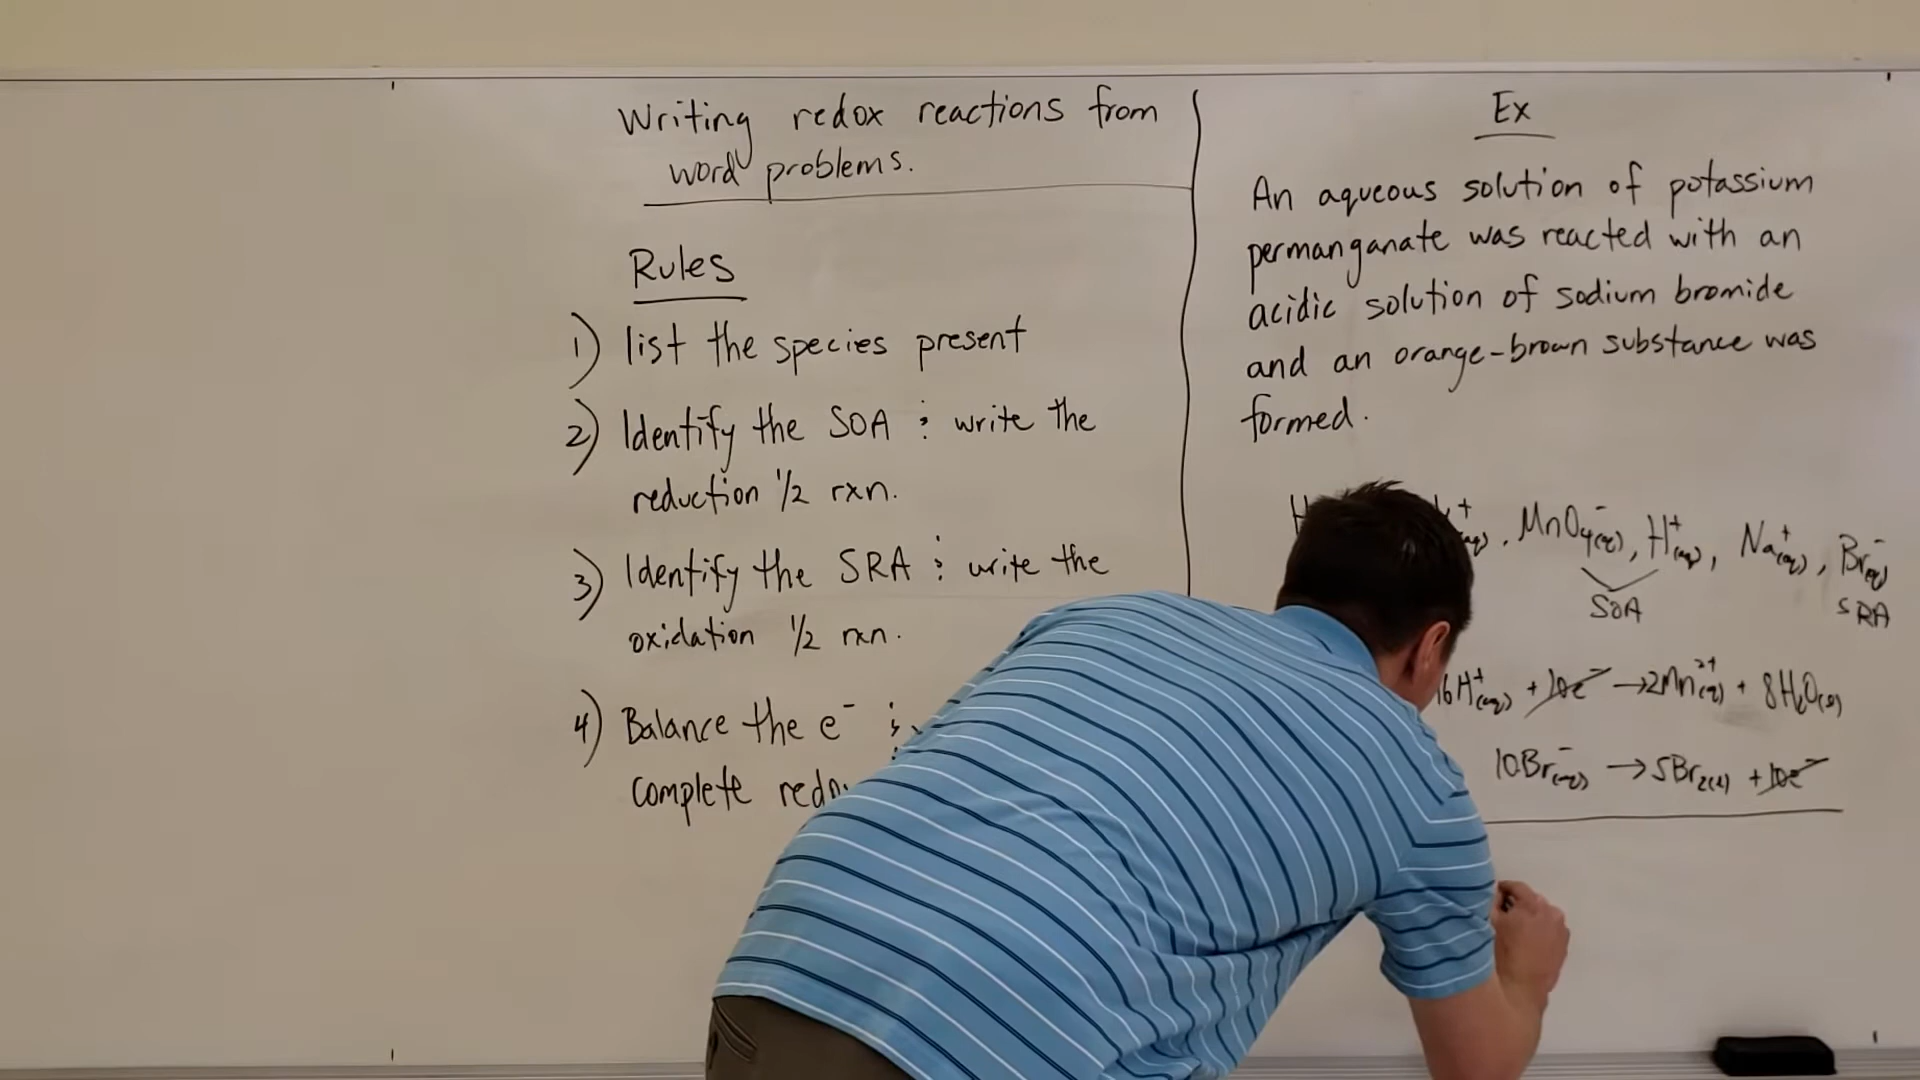 Writing redox reactions from
word problems.
Rules
1) list the species present
2) Identify the SOA & write the
reduction 1/2 rxn.
3) Identify the SRA & write the
oxidation 1/2 rxn.
4) Balance the e⁻ &
complete redo
Ex
An aqueous solution of potassium
permanganate was reacted with an
acidic solution of sodium bromide
and an orange-brown substance was
formed.
H ⁺(aq), MnO₄⁻(aq), H⁺(aq), Na⁺(aq), Br⁻(aq)
SOA SRA
16H⁺(aq) + 10e⁻ → 2Mn²⁺(aq) + 8H₂O(l)
10Br⁻(aq) → 5Br₂(l) + 10e⁻